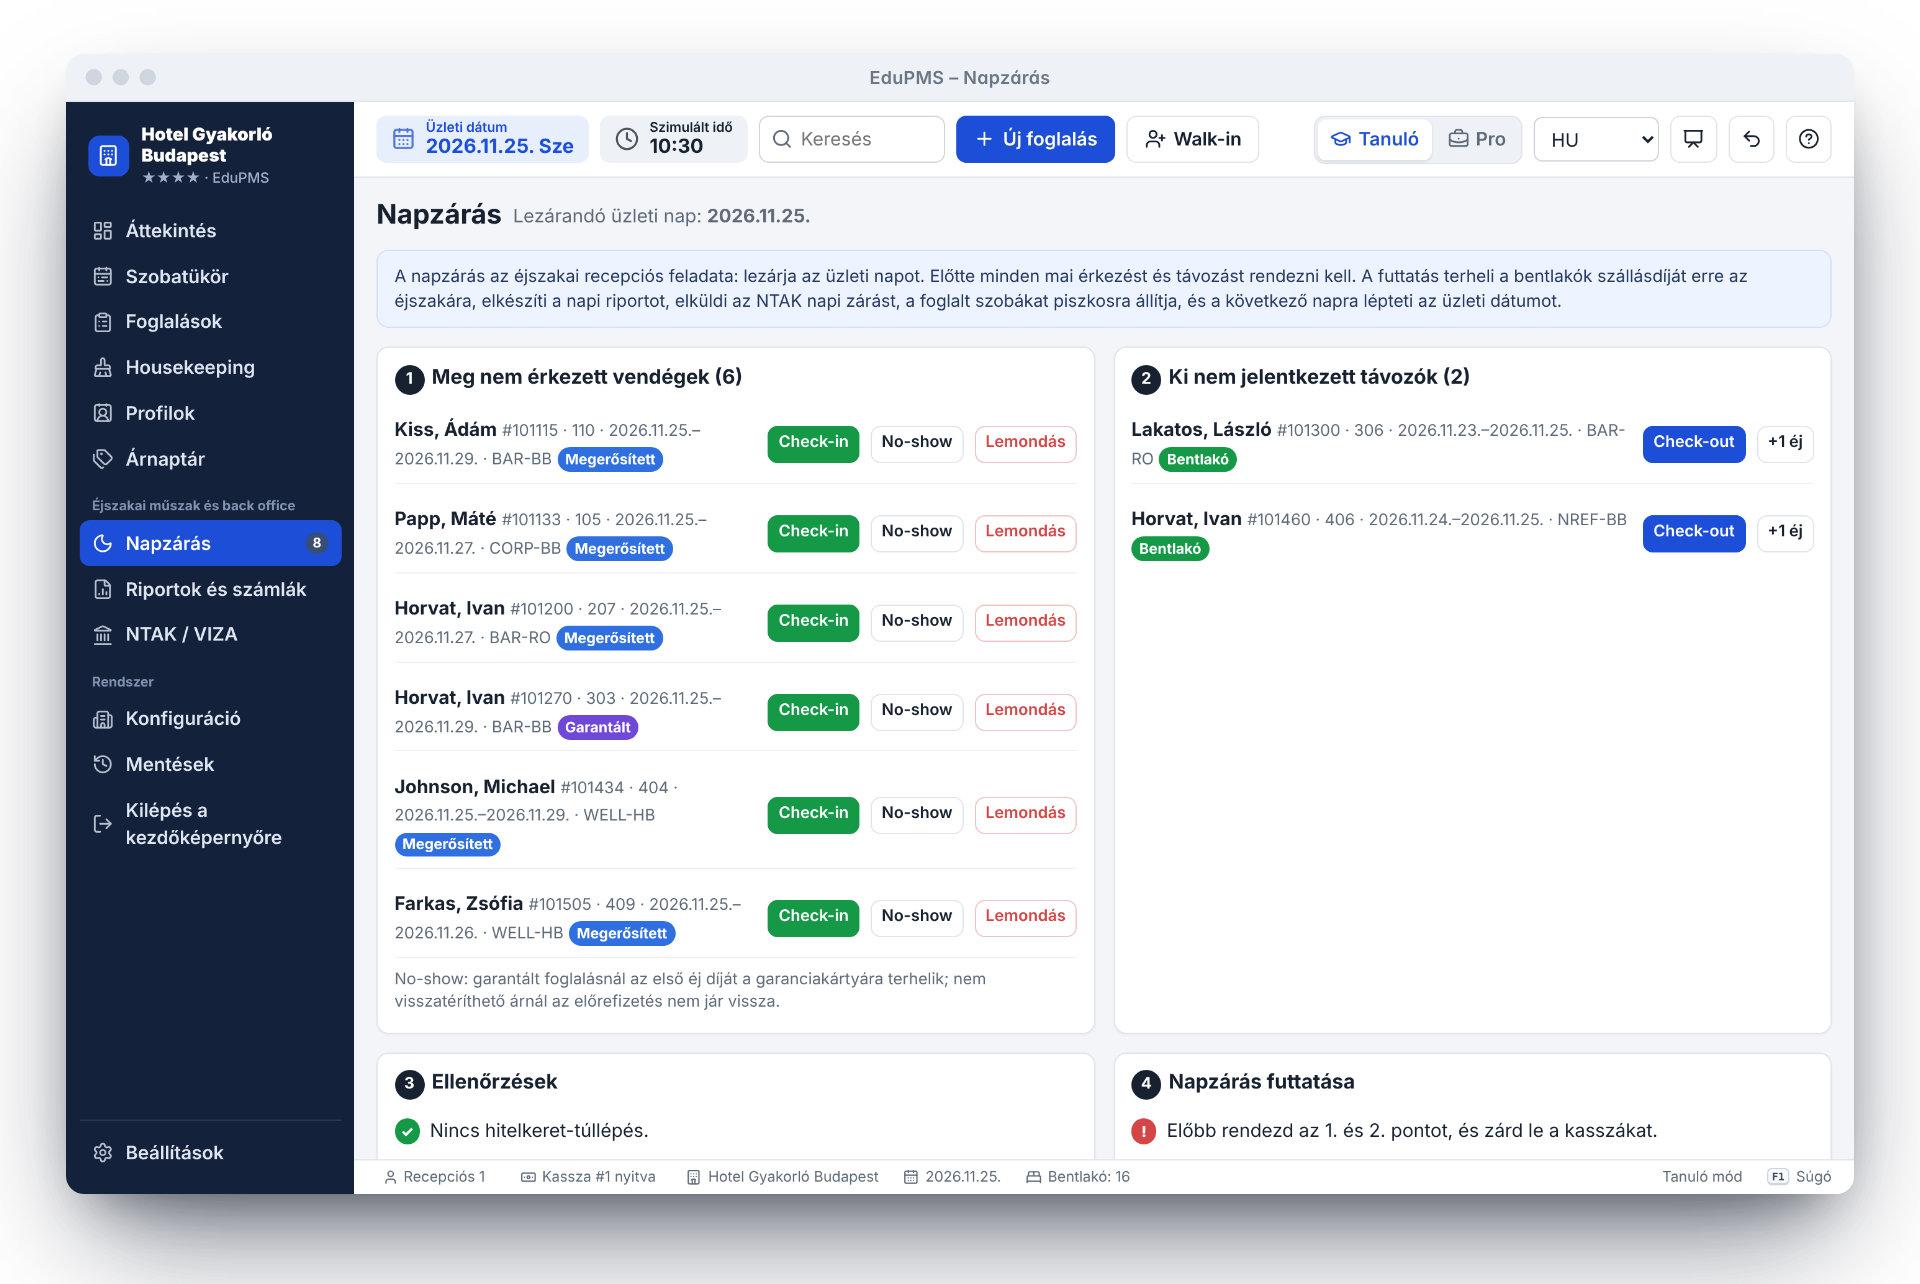 EduPMS – Napzárás
Hotel Gyakorló
Budapest
★★★★ · EduPMS
Áttekintés
Szobatükör
Foglalások
Housekeeping
Profilok
Árnaptár
Éjszakai műszak és back office
Napzárás 8
Riportok és számlák
NTAK / VIZA
Rendszer
Konfiguráció
Mentések
Kilépés a
kezdőképernyőre
Beállítások
Üzleti dátum
2026.11.25. Sze
Szimulált idő
10:30
Keresés
Új foglalás
Walk-in
Tanuló
Pro
HU
Napzárás Lezárandó üzleti nap: 2026.11.25.
A napzárás az éjszakai recepciós feladata: lezárja az üzleti napot. Előtte minden mai érkezést és távozást rendezni kell. A futtatás terheli a bentlakók szállásdíját erre az
éjszakára, elkészíti a napi riportot, elküldi az NTAK napi zárást, a foglalt szobákat piszkosra állítja, és a következő napra lépteti az üzleti dátumot.
1 Meg nem érkezett vendégek (6)
Kiss, Ádám #101115 · 110 · 2026.11.25.–
2026.11.29. · BAR-BB Megerősített
Check-in No-show Lemondás
Papp, Máté #101133 · 105 · 2026.11.25.–
2026.11.27. · CORP-BB Megerősített
Check-in No-show Lemondás
Horvat, Ivan #101200 · 207 · 2026.11.25.–
2026.11.27. · BAR-RO Megerősített
Check-in No-show Lemondás
Horvat, Ivan #101270 · 303 · 2026.11.25.–
2026.11.29. · BAR-BB Garantált
Check-in No-show Lemondás
Johnson, Michael #101434 · 404 ·
2026.11.25.–2026.11.29. · WELL-HB
Megerősített
Check-in No-show Lemondás
Farkas, Zsófia #101505 · 409 · 2026.11.25.–
2026.11.26. · WELL-HB Megerősített
Check-in No-show Lemondás
No-show: garantált foglalásnál az első éj díját a garanciakártyára terhelik; nem
visszatéríthető árnál az előrefizetés nem jár vissza.
2 Ki nem jelentkezett távozók (2)
Lakatos, László #101300 · 306 · 2026.11.23.–2026.11.25. · BAR-
RO Bentlakó
Check-out +1 éj
Horvat, Ivan #101460 · 406 · 2026.11.24.–2026.11.25. · NREF-BB
Bentlakó
Check-out +1 éj
3 Ellenőrzések
Nincs hitelkeret-túllépés.
4 Napzárás futtatása
! Előbb rendezd az 1. és 2. pontot, és zárd le a kasszákat.
Recepciós 1
Kassza #1 nyitva
Hotel Gyakorló Budapest
2026.11.25.
Bentlakó: 16
Tanuló mód
F1 Súgó